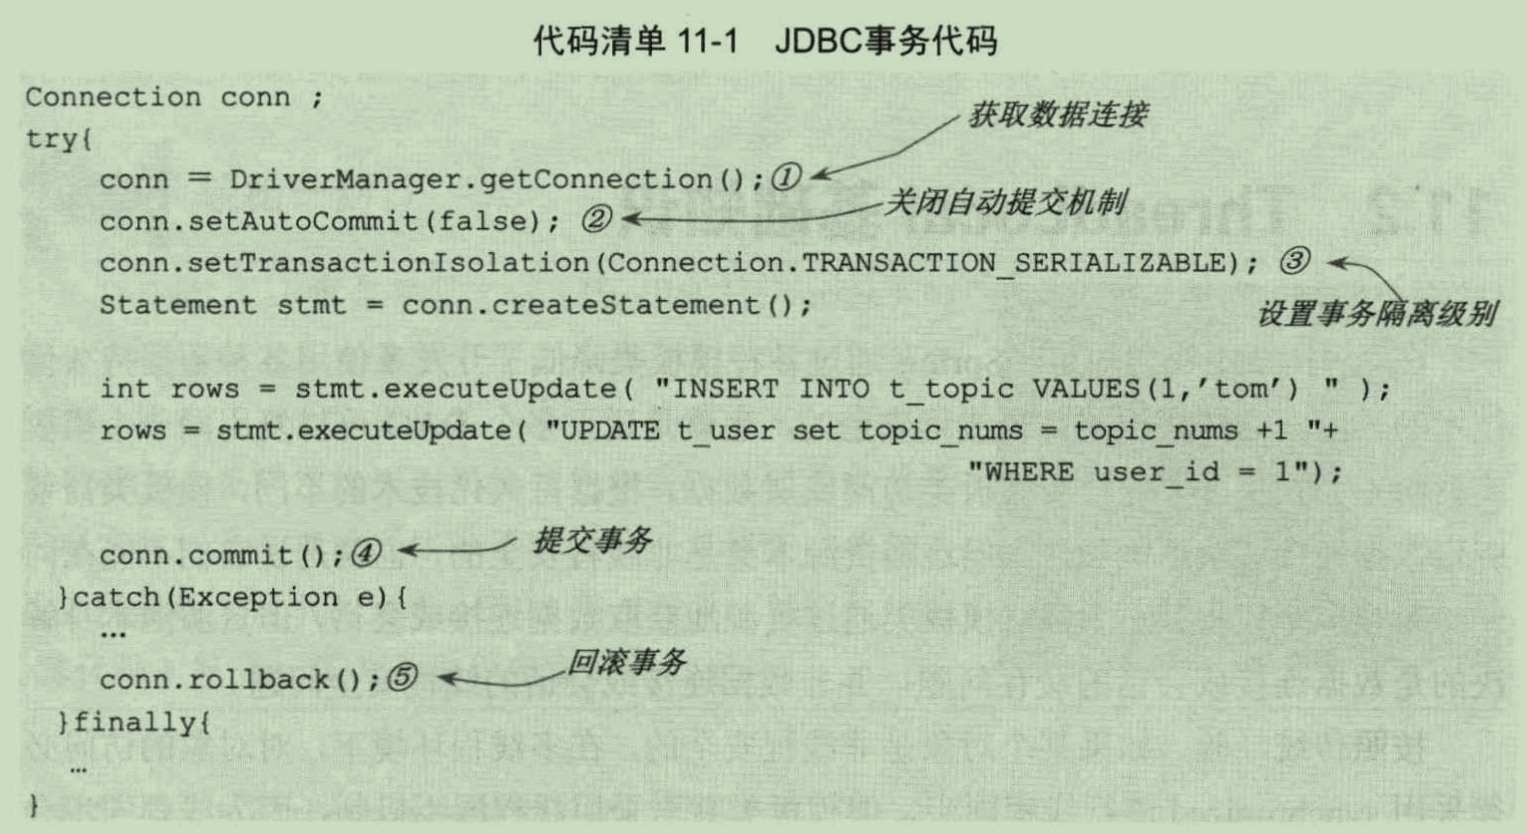 代码清单 11-1 JDBC事务代码
Connection conn ;
try{
获取数据连接
conn = DriverManager.getConnection();①
关闭自动提交机制
conn.setAutoCommit(false); ②
conn.setTransactionIsolation(Connection.TRANSACTION_SERIALIZABLE); ③
设置事务隔离级别
Statement stmt = conn.createStatement();
int rows = stmt.executeUpdate( "INSERT INTO t_topic VALUES(1,'tom') " );
rows = stmt.executeUpdate( "UPDATE t_user set topic_nums = topic_nums +1 "+
"WHERE user_id = 1");
提交事务
conn.commit();④
}catch(Exception e){
…
回滚事务
conn.rollback();⑤
}finally{
…
}